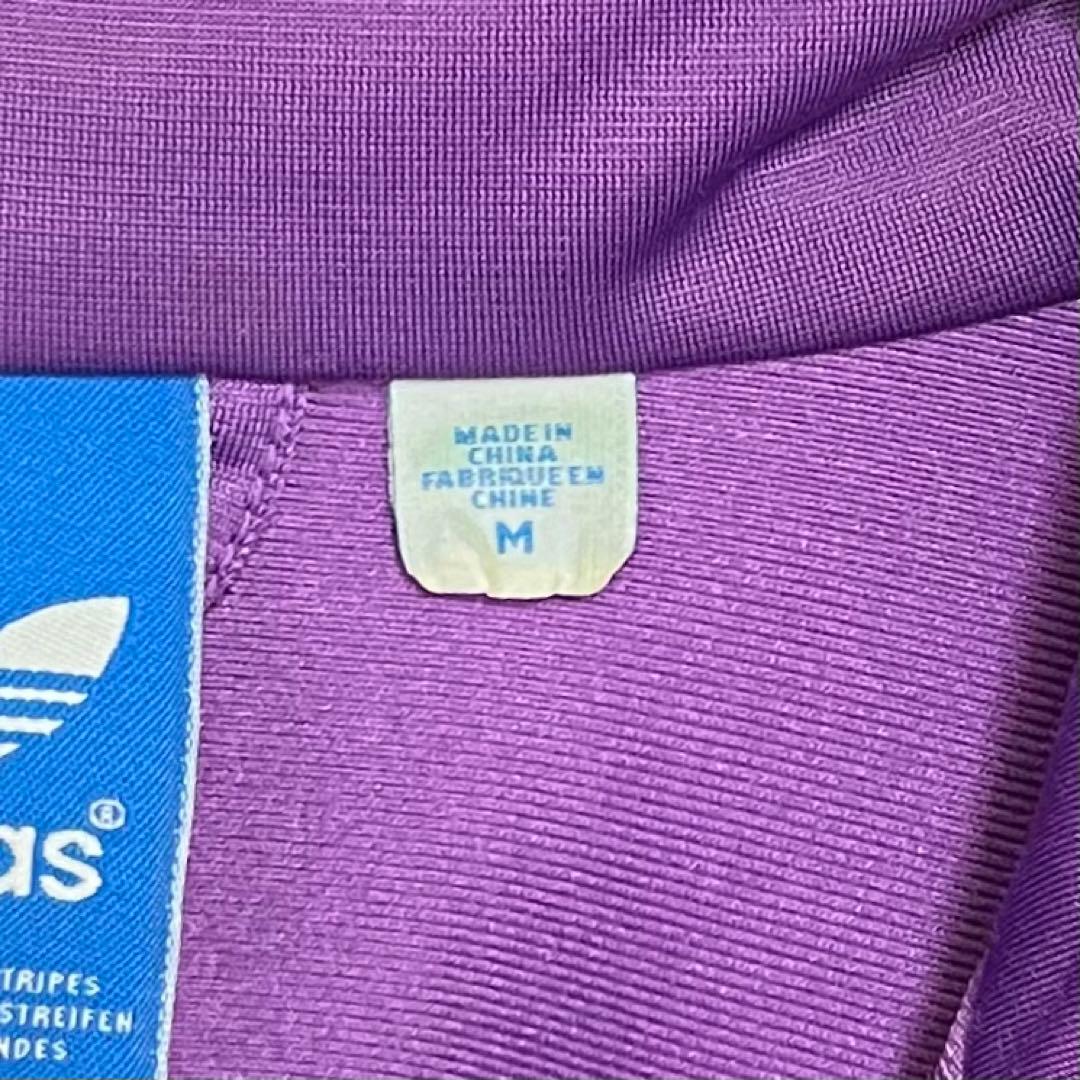 MADE IN
CHINA
FABRIQUE EN
CHINE
M
as®
TRIPES
STREIFEN
NDES